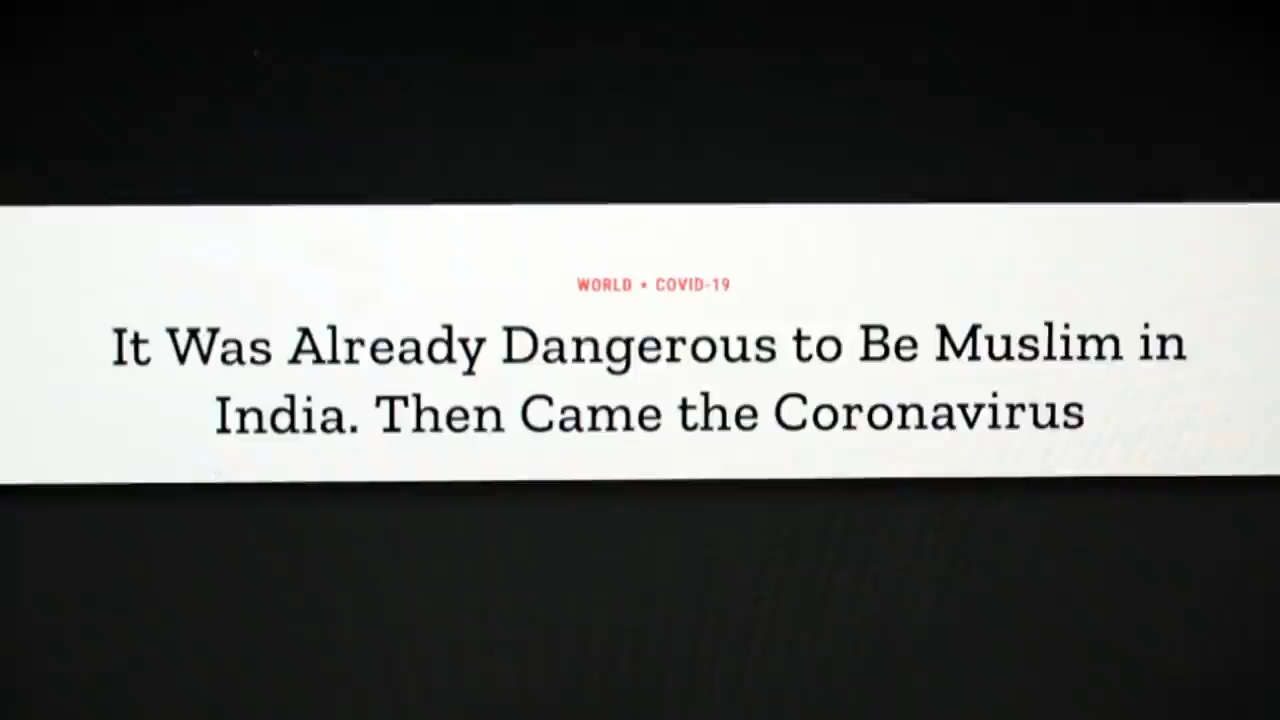 WORLD • COVID-19
It Was Already Dangerous to Be Muslim in
India. Then Came the Coronavirus